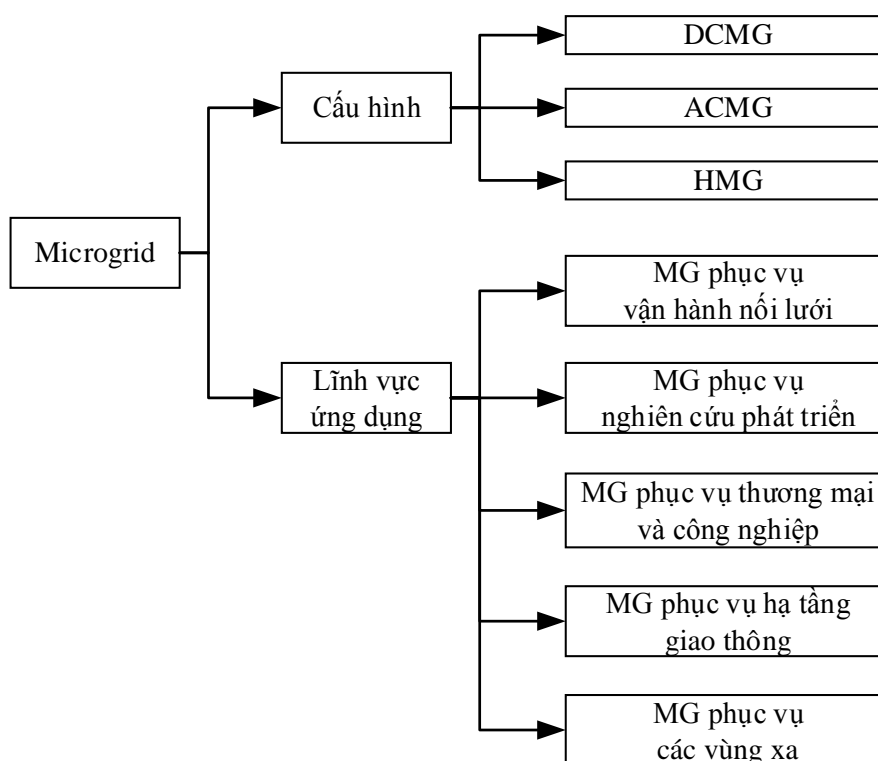 Microgrid
Cấu hình
DCMG
ACMG
HMG
Lĩnh vực
ứng dụng
MG phục vụ
vận hành nối lưới
MG phục vụ
nghiên cứu phát triển
MG phục vụ thương mại
và công nghiệp
MG phục vụ hạ tầng
giao thông
MG phục vụ
các vùng xa